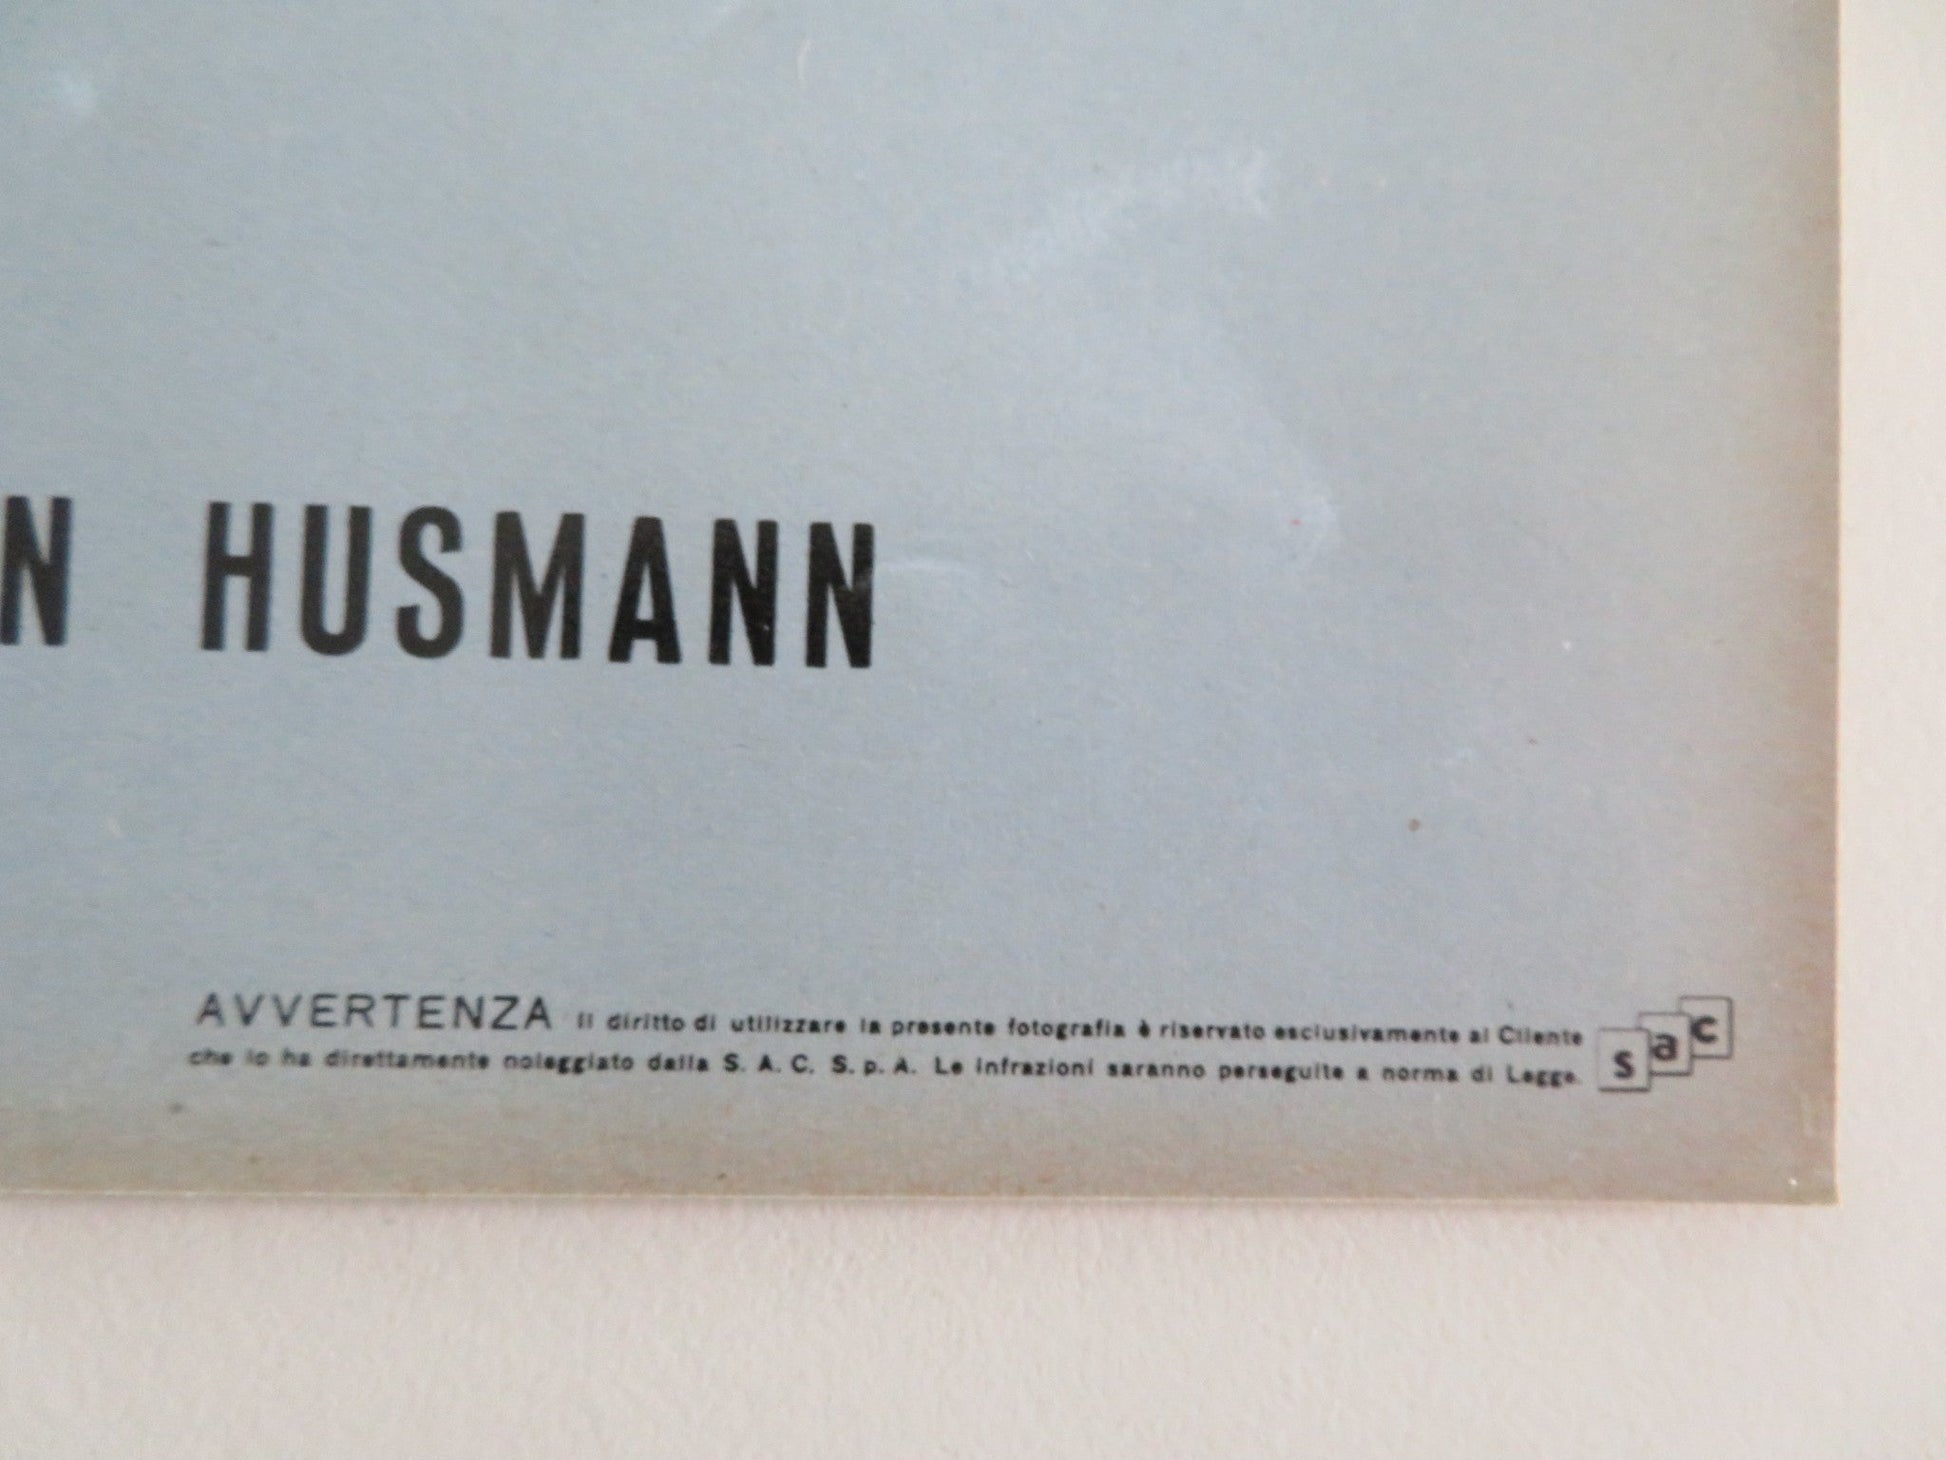 N HUSMANN
AVVERTENZA Il diritto di utilizzare la presente fotografia è riservato esclusivamente al Cliente
che lo ha direttamente noleggiato dalla S. A. C. S. p. A. Le infrazioni saranno perseguite a norma di Legge.
sac